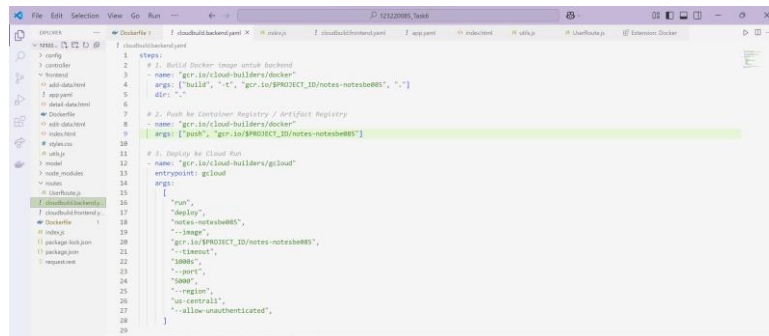 File Edit Selection View Go Run ...
123220085_Task6
EXPLORER
Dockerfile 1
cloudbuild.backend.yaml
index.js
cloudbuild.frontend.yaml
app.yaml
index.html
utils.js
UserRoute.js
Extension: Docker
cloudbuild.backend.yaml
config
controller
frontend
add-data.html
app.yaml
detail-data.html
Dockerfile
edit-data.html
index.html
styles.css
utils.js
model
node_modules
routes
UserRoute.js
cloudbuild.backend.y...
cloudbuild.frontend.y...
Dockerfile 1
index.js
package-lock.json
package.json
request.rest
1 steps:
2 # 1. Build Docker image untuk backend
3 - name: "gcr.io/cloud-builders/docker"
4 args: ["build", "-t", "gcr.io/$PROJECT_ID/notes-notesbe085", "."]
5 dir: "."
6
7 # 2. Push ke Container Registry / Artifact Registry
8 - name: "gcr.io/cloud-builders/docker"
9 args: ["push", "gcr.io/$PROJECT_ID/notes-notesbe085"]
10
11 # 3. Deploy ke Cloud Run
12 - name: "gcr.io/cloud-builders/gcloud"
13 entrypoint: gcloud
14 args:
15 [
16 "run",
17 "deploy",
18 "notes-notesbe085",
19 "--image",
20 "gcr.io/$PROJECT_ID/notes-notesbe085",
21 "--timeout",
22 "1000s",
23 "--port",
24 "5000",
25 "--region",
26 "us-central1",
27 "--allow-unauthenticated",
28 ]
29